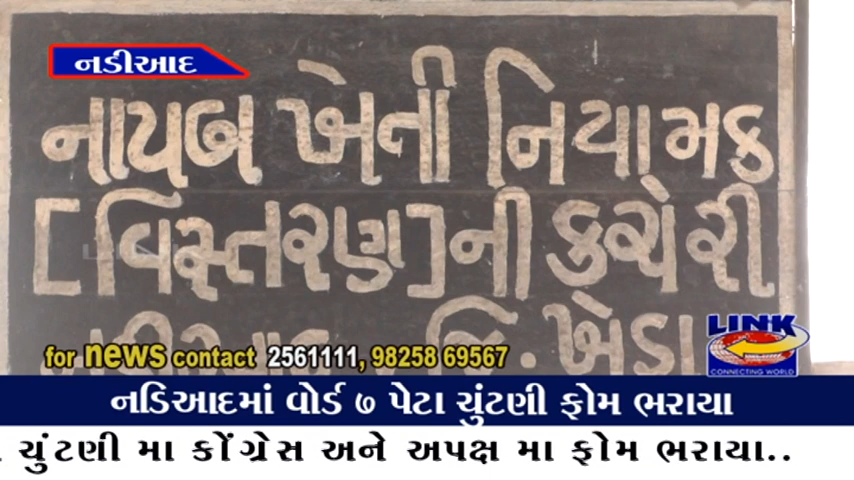 નડીઆદ
નાયબ ખેતી નિયામક
[વિસ્તરણ]ની કચેરી
જિ. ખેડા
for news contact 2561111, 98258 69567
LINK
CONNECTING WORLD
નડિઆદમાં વોર્ડ ૭ પેટા ચુંટણી ફોમ ભરાયા
ચુંટણી મા કોંગ્રેસ અને અપક્ષ મા ફોમ ભરાયા..